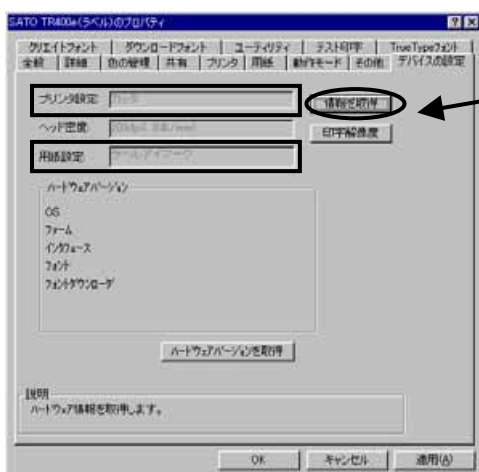 SATO TR400e(ラベル)のプロパティ
クリエイトフォント ダウンロードフォント ユーティリティ テスト印字 TrueTypeフォント
全般 詳細 色の管理 共有 プリンタ 用紙 動作モード その他 デバイスの設定
プリンタ設定 カッタ 情報を取得
ヘッド密度 印字解像度
用紙設定
ハードウェアバージョン
OS
ファーム
インタフェース
フォント
フォントダウンローダ
ハードウェアバージョンを取得
説明
ハードウェア情報を取得します。
OK キャンセル 適用(A)